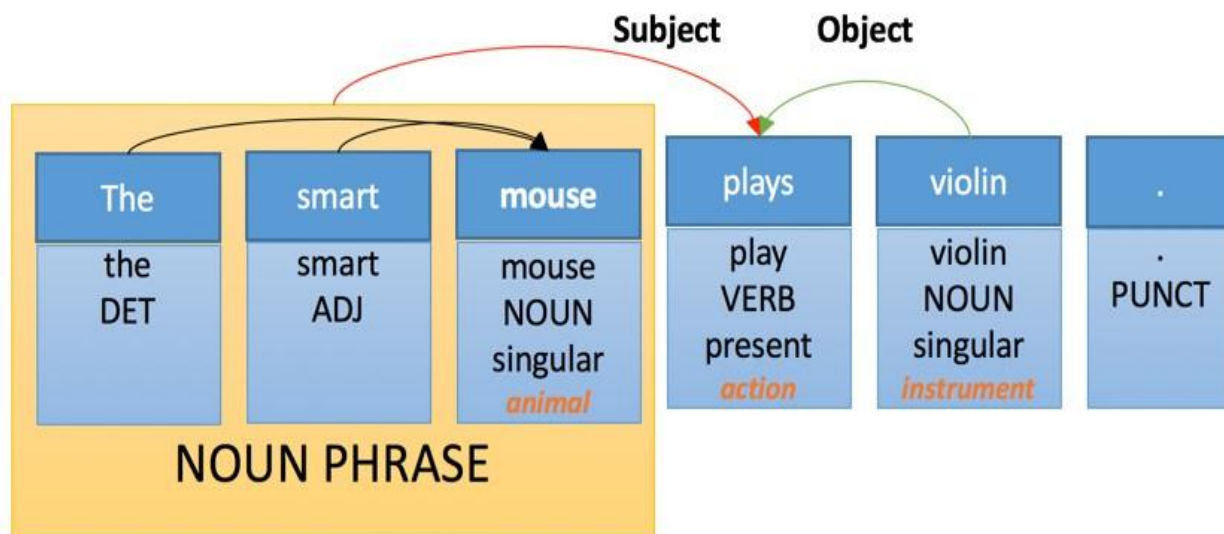 Subject Object
The smart mouse plays violin .
the smart mouse play violin .
DET ADJ NOUN VERB NOUN PUNCT
singular present singular
animal action instrument
NOUN PHRASE